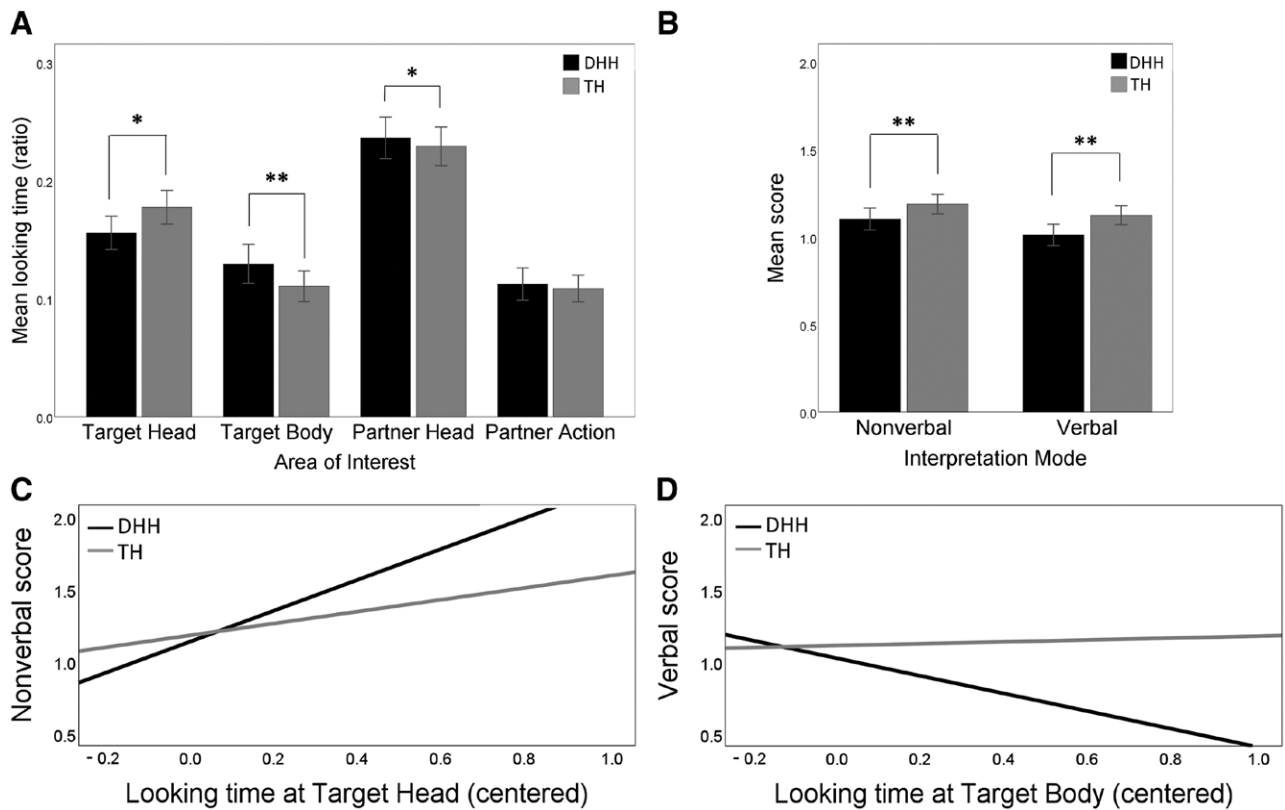 A
Mean looking time (ratio)
0.3
0.2
0.1
0.0
DHH
TH
*
**
*
Target Head Target Body Partner Head Partner Action
Area of Interest
B
Mean score
2.0
1.5
1.0
0.5
0.0
DHH
TH
**
**
Nonverbal Verbal
Interpretation Mode
C
Nonverbal score
2.0
1.5
1.0
0.5
DHH
TH
- 0.2 0.0 0.2 0.4 0.6 0.8 1.0
Looking time at Target Head (centered)
D
Verbal score
2.0
1.5
1.0
0.5
DHH
TH
- 0.2 0.0 0.2 0.4 0.6 0.8 1.0
Looking time at Target Body (centered)